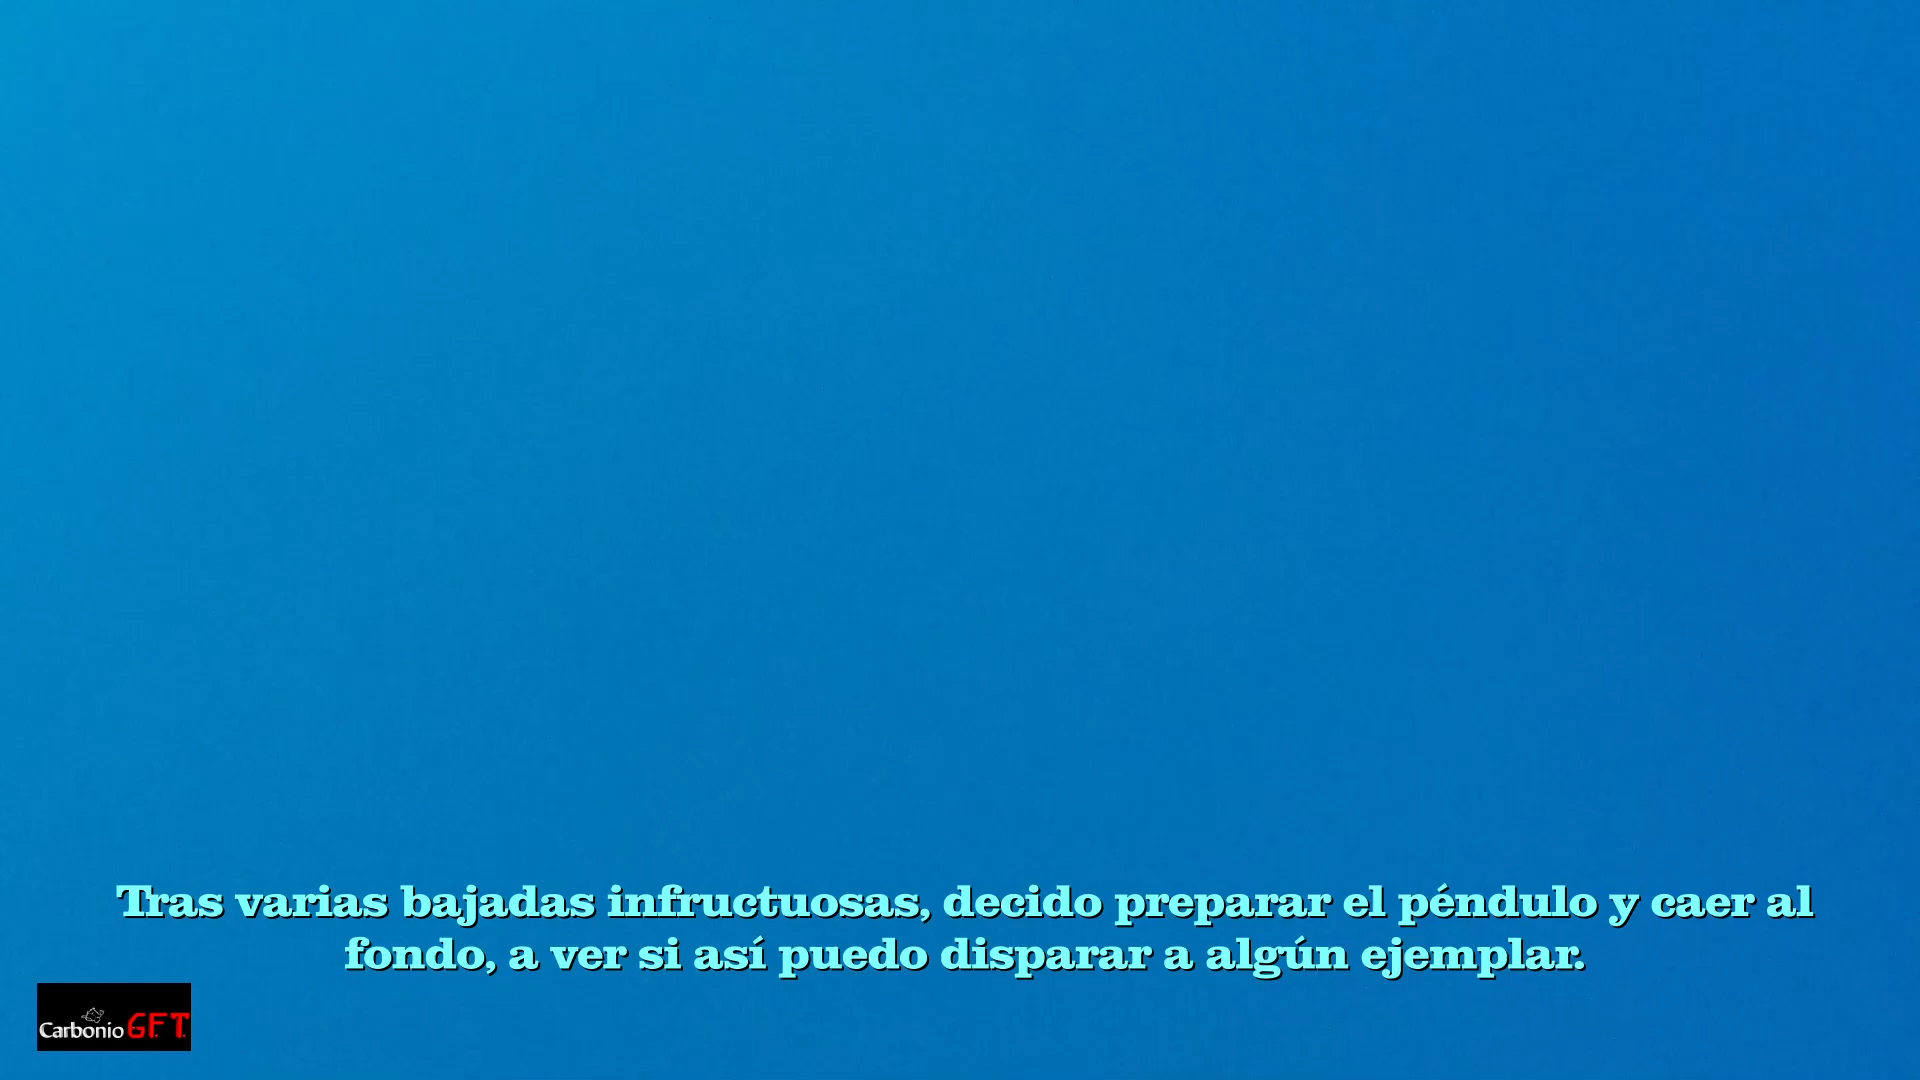 Tras varias bajadas infructuosas, decido preparar el péndulo y caer al
fondo, a ver si así puedo disparar a algún ejemplar.
Carbonio G.F.T.